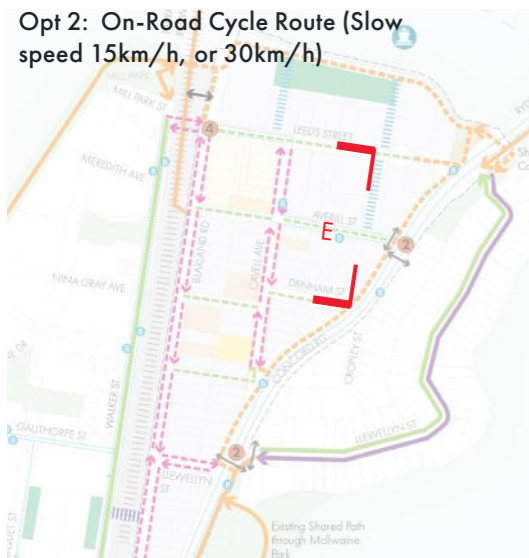 Opt 2: On-Road Cycle Route (Slow
speed 15km/h, or 30km/h)
MILL PARK
MILL PARK ST
4
LEEDS STREET
MEREDITH AVE
BLAXLAND RD
CAVELL AVE
AVERILL ST
E
2
NINA GRAY AVE
DENHAM ST
CONCORD RD
CROPLEY ST
WALKER ST
GAUTHORPE ST
LLEWELLYN ST
2
LLEWELLYN
ST
Existing Shared Path
through McIlwaine
Park